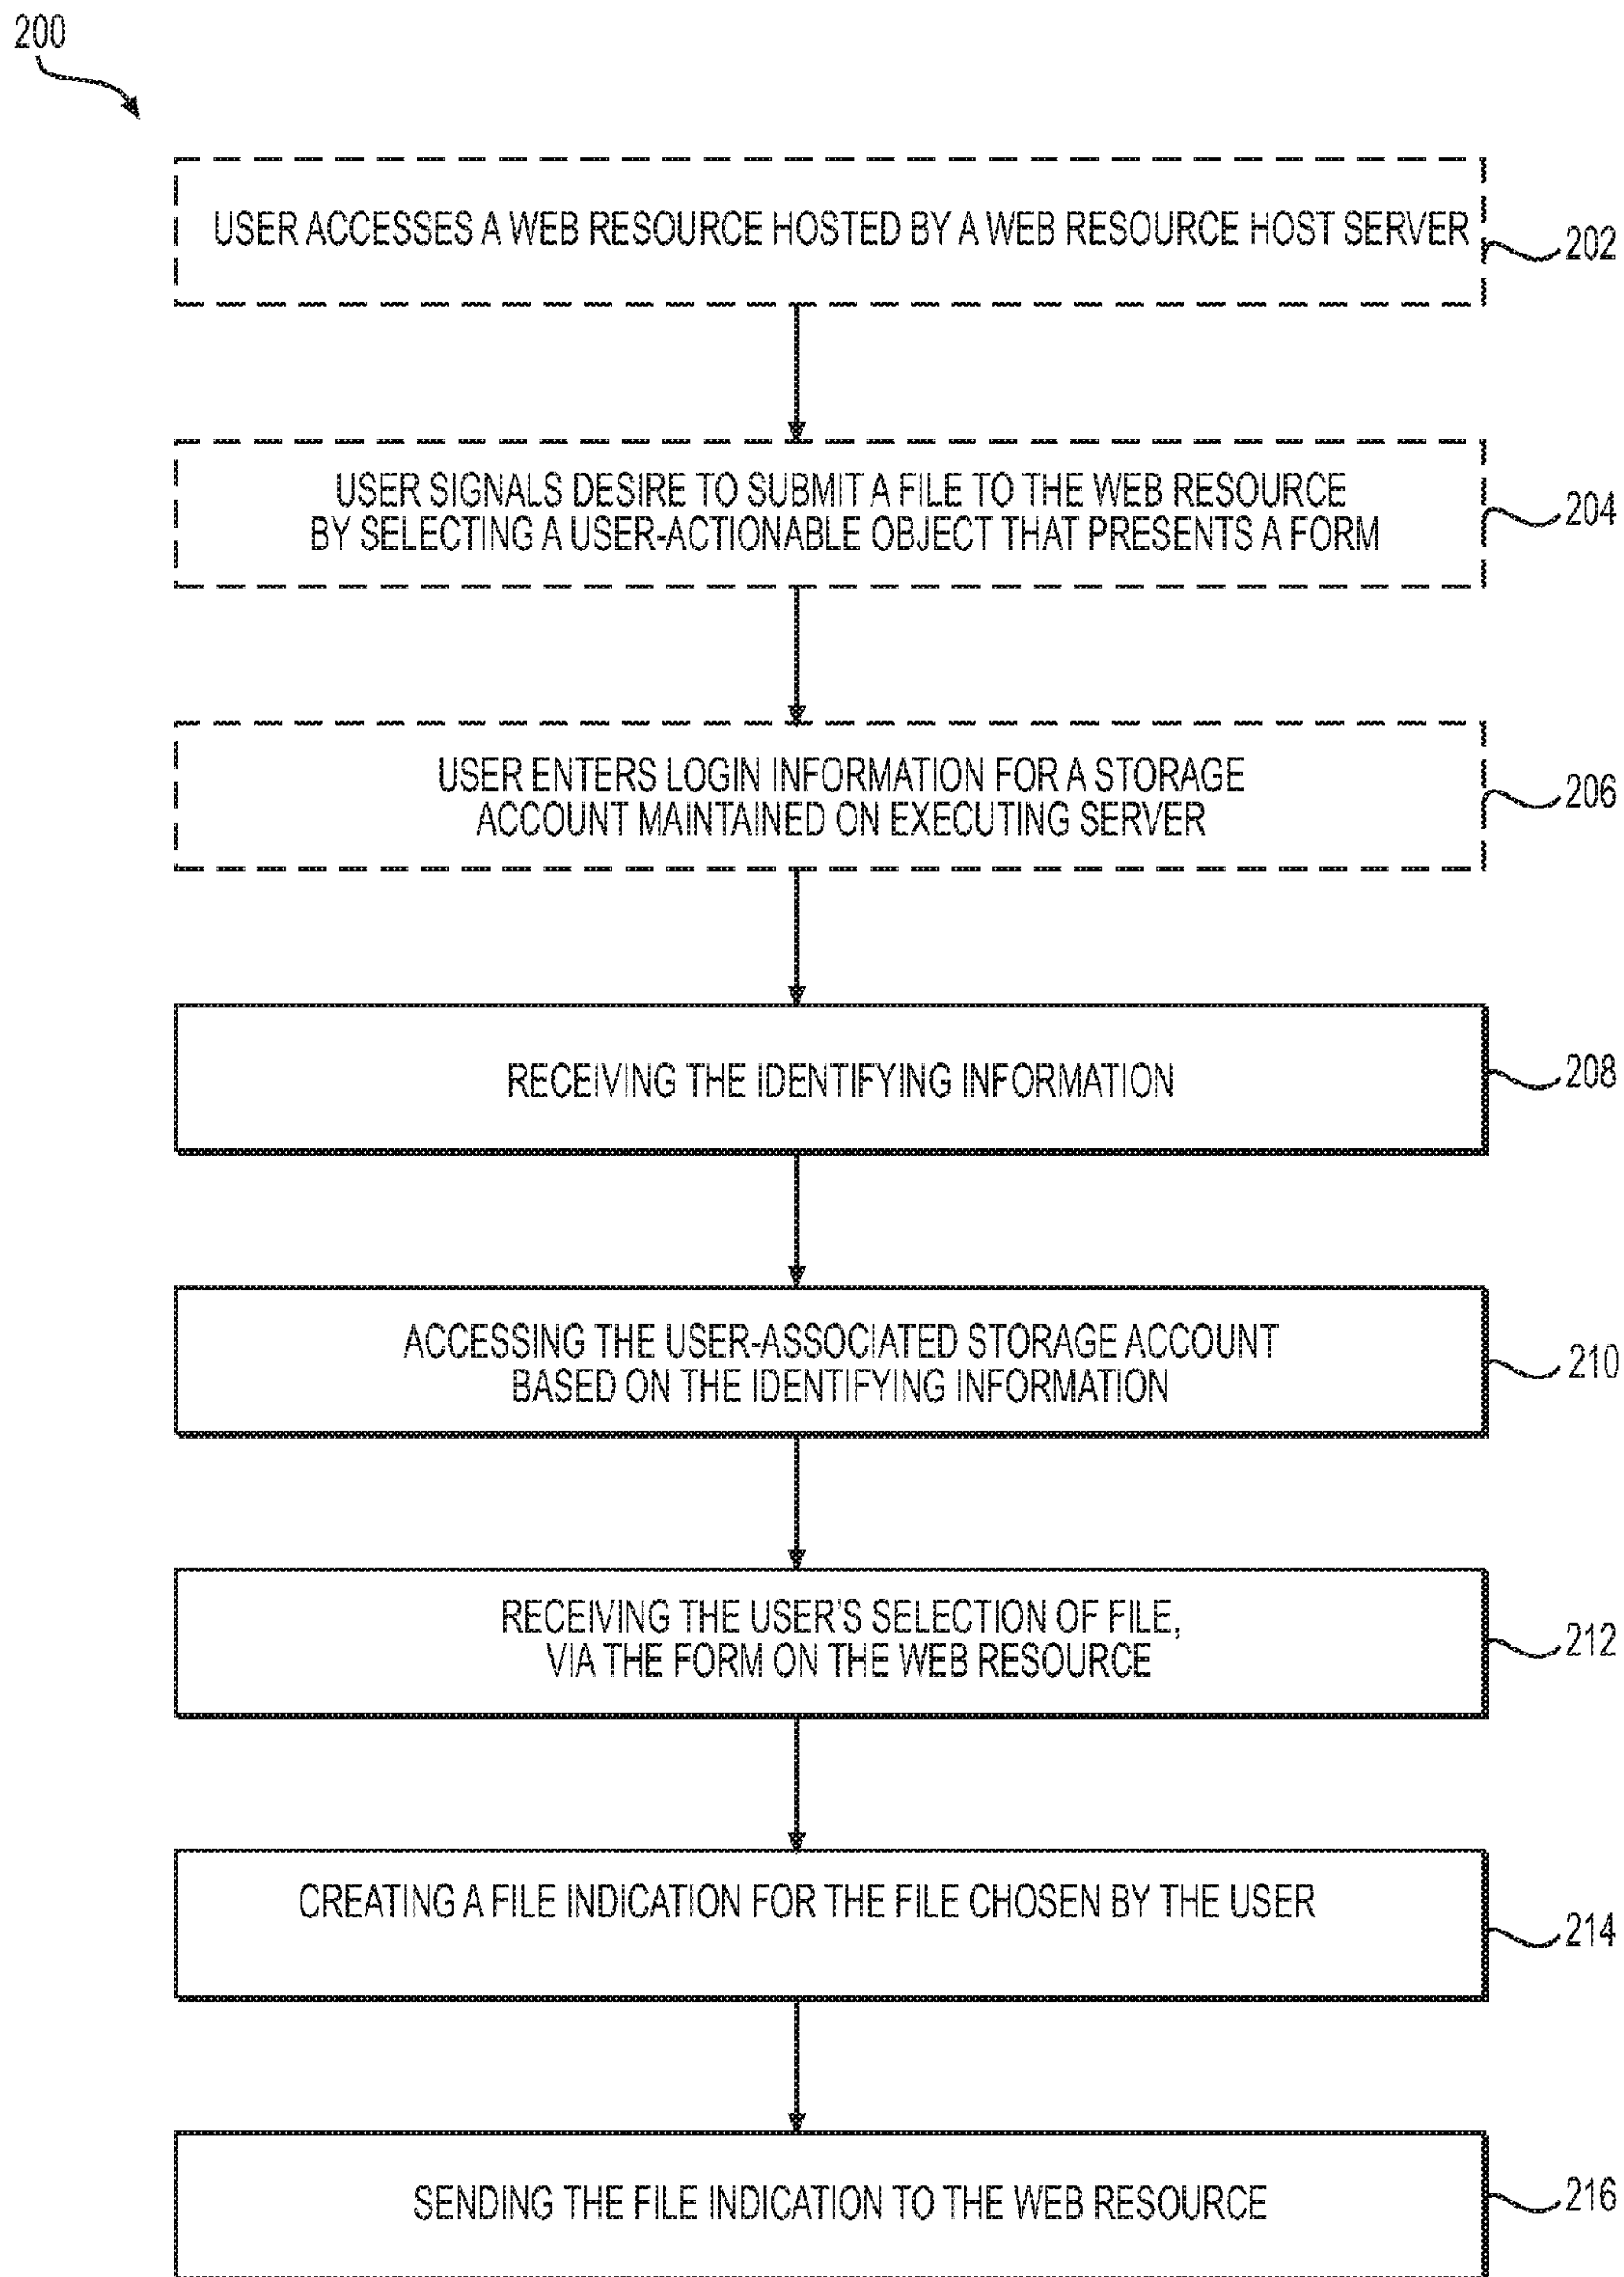 200
USER ACCESSES A WEB RESOURCE HOSTED BY A WEB RESOURCE HOST SERVER
202
USER SIGNALS DESIRE TO SUBMIT A FILE TO THE WEB RESOURCE
BY SELECTING A USER-ACTIONABLE OBJECT THAT PRESENTS A FORM
204
USER ENTERS LOGIN INFORMATION FOR A STORAGE
ACCOUNT MAINTAINED ON EXECUTING SERVER
206
RECEIVING THE IDENTIFYING INFORMATION
208
ACCESSING THE USER-ASSOCIATED STORAGE ACCOUNT
BASED ON THE IDENTIFYING INFORMATION
210
RECEIVING THE USER'S SELECTION OF FILE,
VIA THE FORM ON THE WEB RESOURCE
212
CREATING A FILE INDICATION FOR THE FILE CHOSEN BY THE USER
214
SENDING THE FILE INDICATION TO THE WEB RESOURCE
216